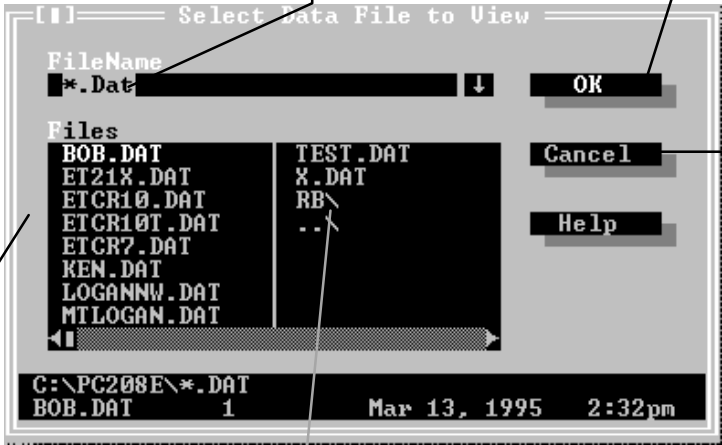 [▮] Select Data File to View
FileName
*.Dat ↓ OK
Files
BOB.DAT TEST.DAT Cancel
ET21X.DAT X.DAT
ETCR10.DAT RB\
ETCR10T.DAT ..\ Help
ETCR7.DAT
KEN.DAT
LOGANNW.DAT
MTLOGAN.DAT
C:\PC208E\*.DAT
BOB.DAT 1 Mar 13, 1995 2:32pm